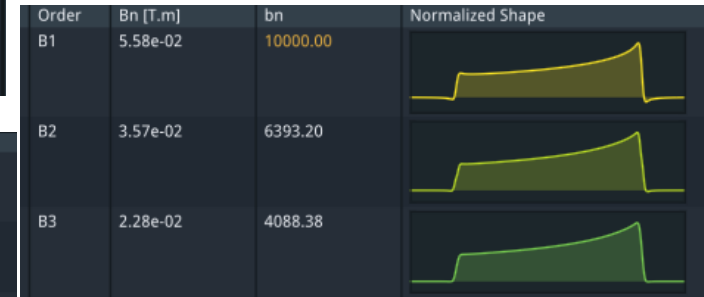 Order Bn [T.m] bn Normalized Shape
B1 5.58e-02 10000.00
B2 3.57e-02 6393.20
B3 2.28e-02 4088.38